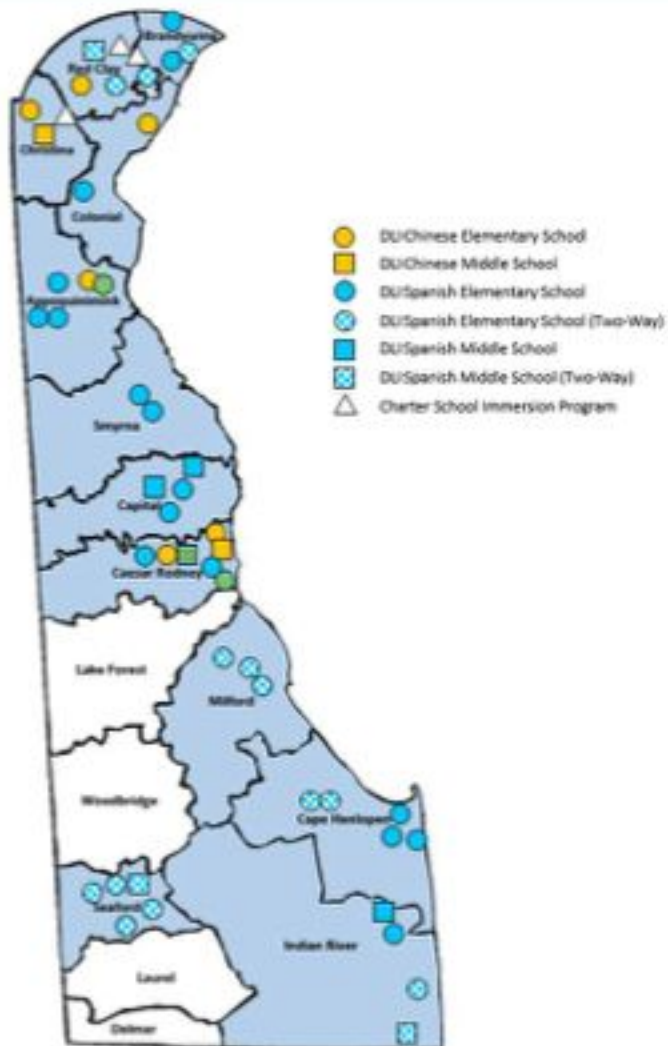 Brandywine
Red Clay
Christina
Colonial
Appoquinimink
Smyrna
Capital
Caesar Rodney
Lake Forest
Milford
Woodbridge
Cape Henlopen
Seaford
Indian River
Laurel
Delmar
DLI Chinese Elementary School
DLI Chinese Middle School
DLI Spanish Elementary School
DLI Spanish Elementary School (Two-Way)
DLI Spanish Middle School
DLI Spanish Middle School (Two-Way)
Charter School Immersion Program